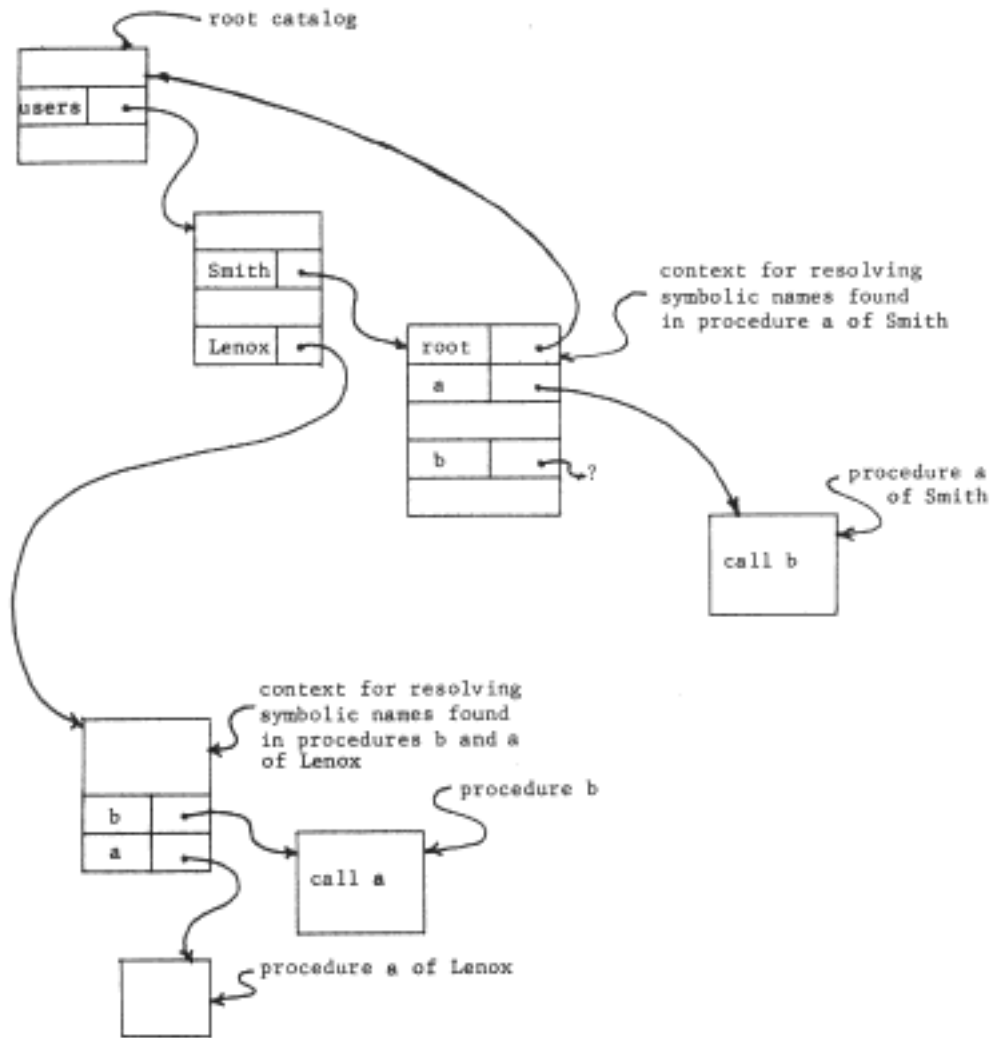 root catalog
users
Smith
Lenox
context for resolving
symbolic names found
in procedure a of Smith
root
a
b
?
procedure a
of Smith
call b
context for resolving
symbolic names found
in procedures b and a
of Lenox
procedure b
b
a
call a
procedure a of Lenox